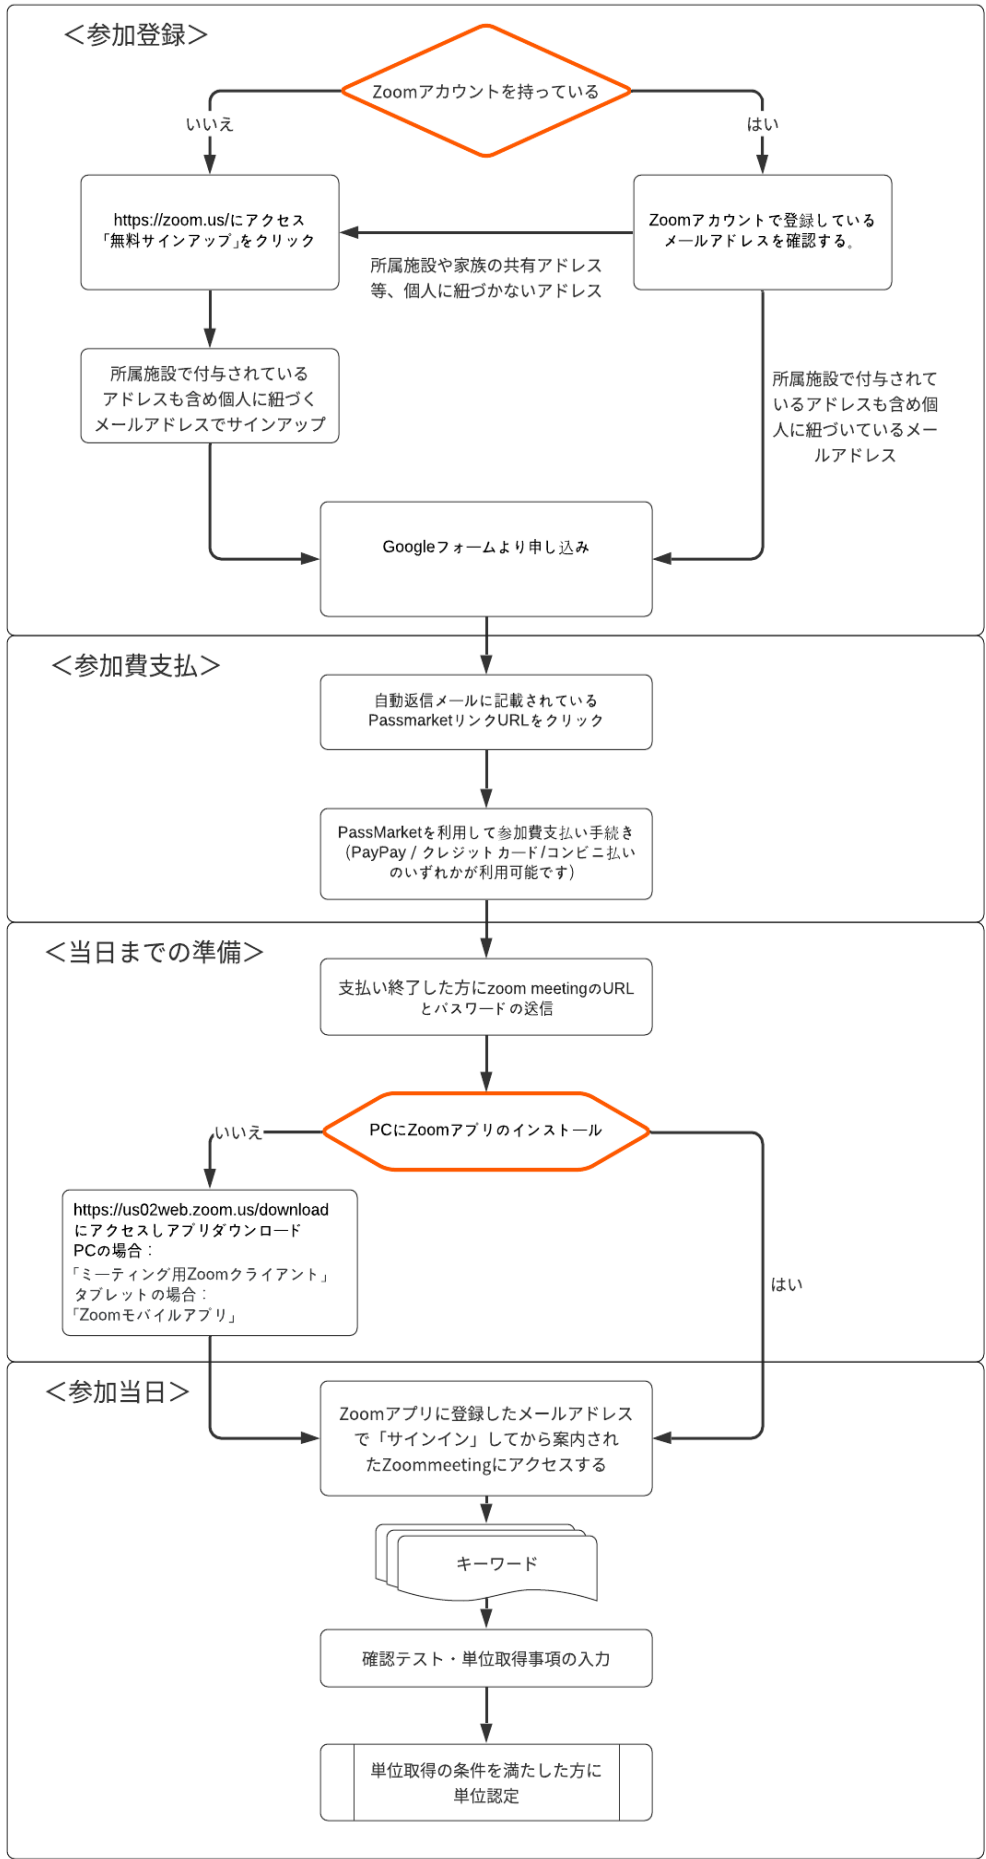 ＜参加登録＞
Zoomアカウントを持っている
いいえ
はい
https://zoom.us/にアクセス
「無料サインアップ」をクリック
Zoomアカウントで登録している
メールアドレスを確認する。
所属施設や家族の共有アドレス
等、個人に紐づかないアドレス
所属施設で付与されている
アドレスも含め個人に紐づく
メールアドレスでサインアップ
所属施設で付与されて
いるアドレスも含め個
人に紐づいているメー
ルアドレス
Googleフォームより申し込み
＜参加費支払＞
自動返信メールに記載されている
PassmarketリンクURLをクリック
PassMarketを利用して参加費支払い手続き
（PayPay / クレジットカード/コンビニ払い
のいずれかが利用可能です）
＜当日までの準備＞
支払い終了した方にzoom meetingのURL
とパスワードの送信
PCにZoomアプリのインストール
いいえ
https://us02web.zoom.us/download
にアクセスしアプリダウンロード
PCの場合：
「ミーティング用Zoomクライアント」
タブレットの場合：
「Zoomモバイルアプリ」
はい
＜参加当日＞
Zoomアプリに登録したメールアドレス
で「サインイン」してから案内され
たZoommeetingにアクセスする
キーワード
確認テスト・単位取得事項の入力
単位取得の条件を満たした方に
単位認定